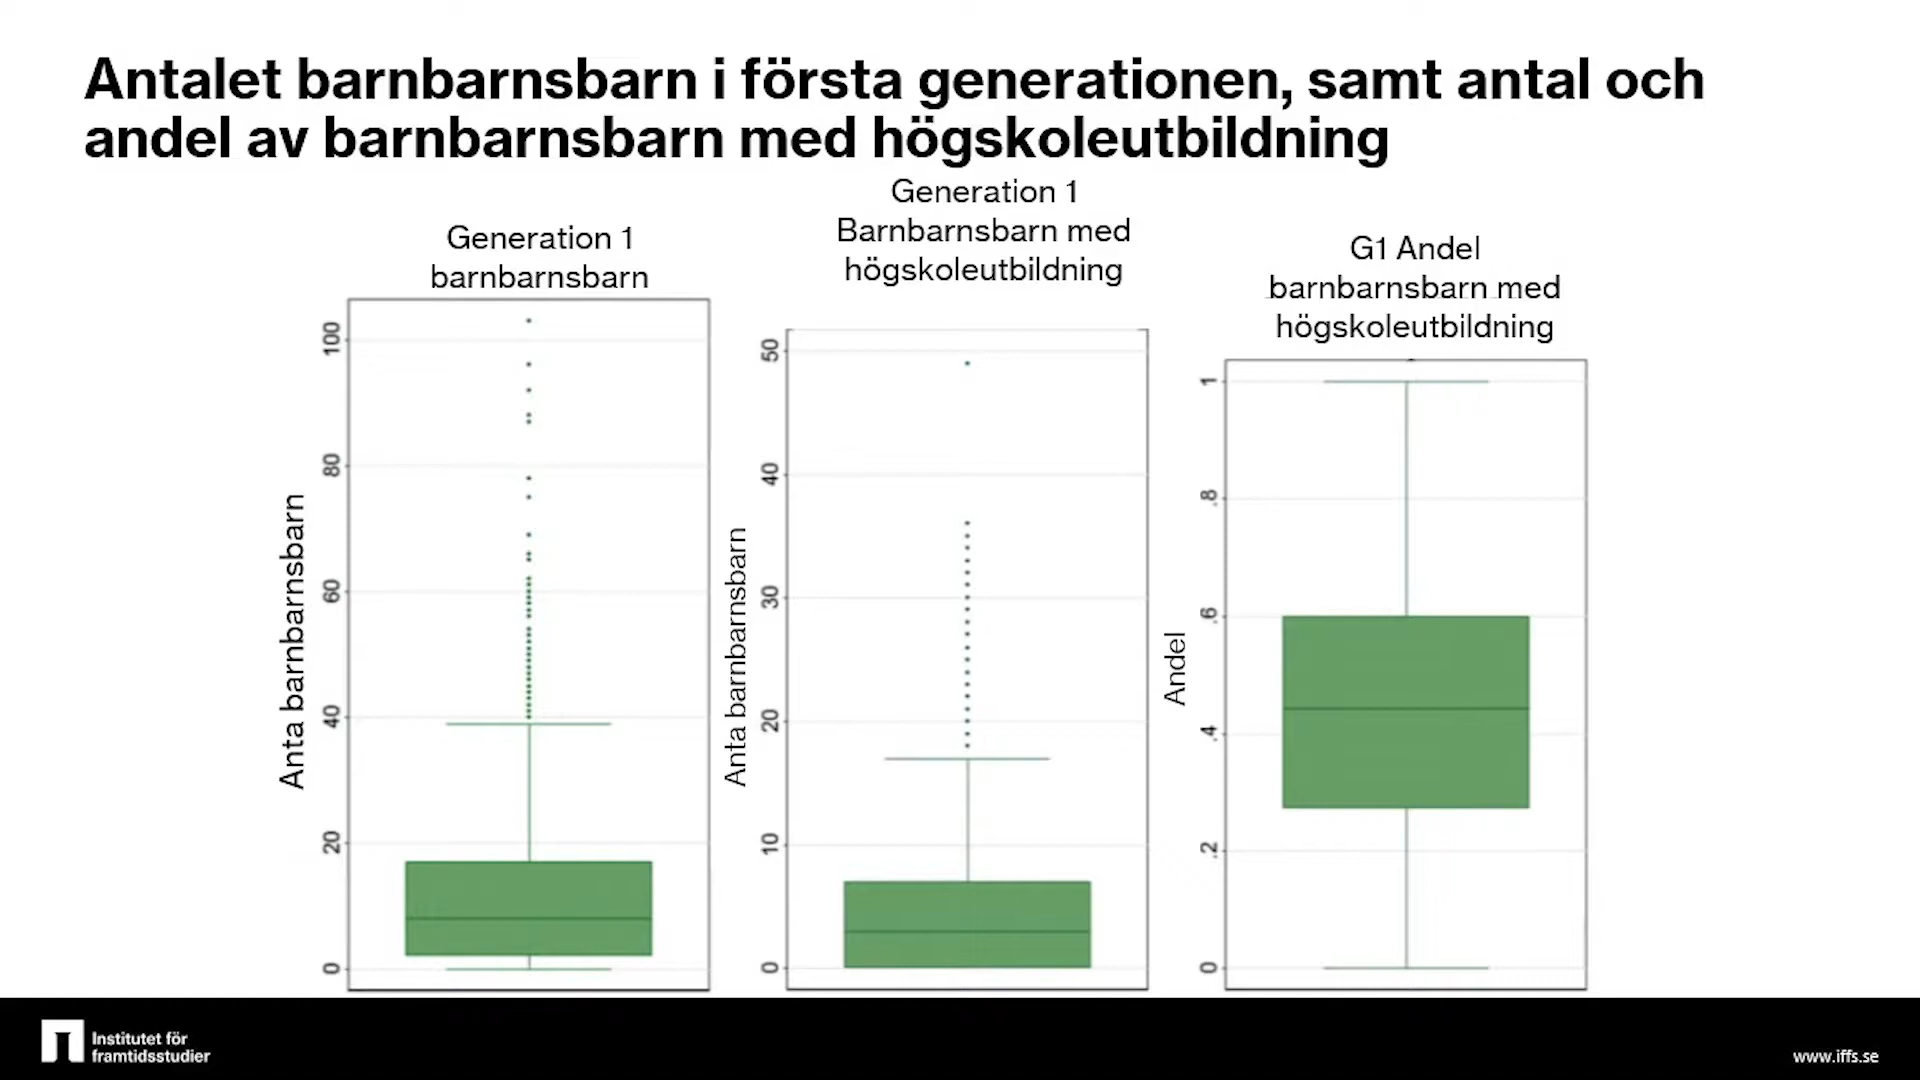 Antalet barnbarnsbarn i första generationen, samt antal och
andel av barnbarnsbarn med högskoleutbildning
Generation 1
barnbarnsbarn
Anta barnbarnsbarn
100
80
60
40
20
0
Generation 1
Barnbarnsbarn med
högskoleutbildning
Anta barnbarnsbarn
50
40
30
20
10
0
G1 Andel
barnbarnsbarn med
högskoleutbildning
Andel
1
.8
.6
.4
.2
0
Institutet för
framtidsstudier
www.iffs.se